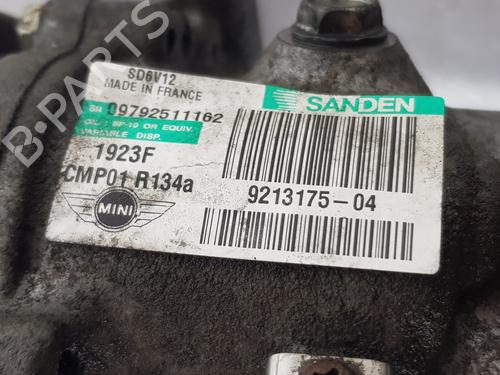 SD6V12
MADE IN FRANCE
SANDEN
SN 09792511162
OIL : SP-10 OR EQUIV.
VARIABLE DISP.
1923F
CMP01 R134a
9213175-04
MINI
B-PARTS